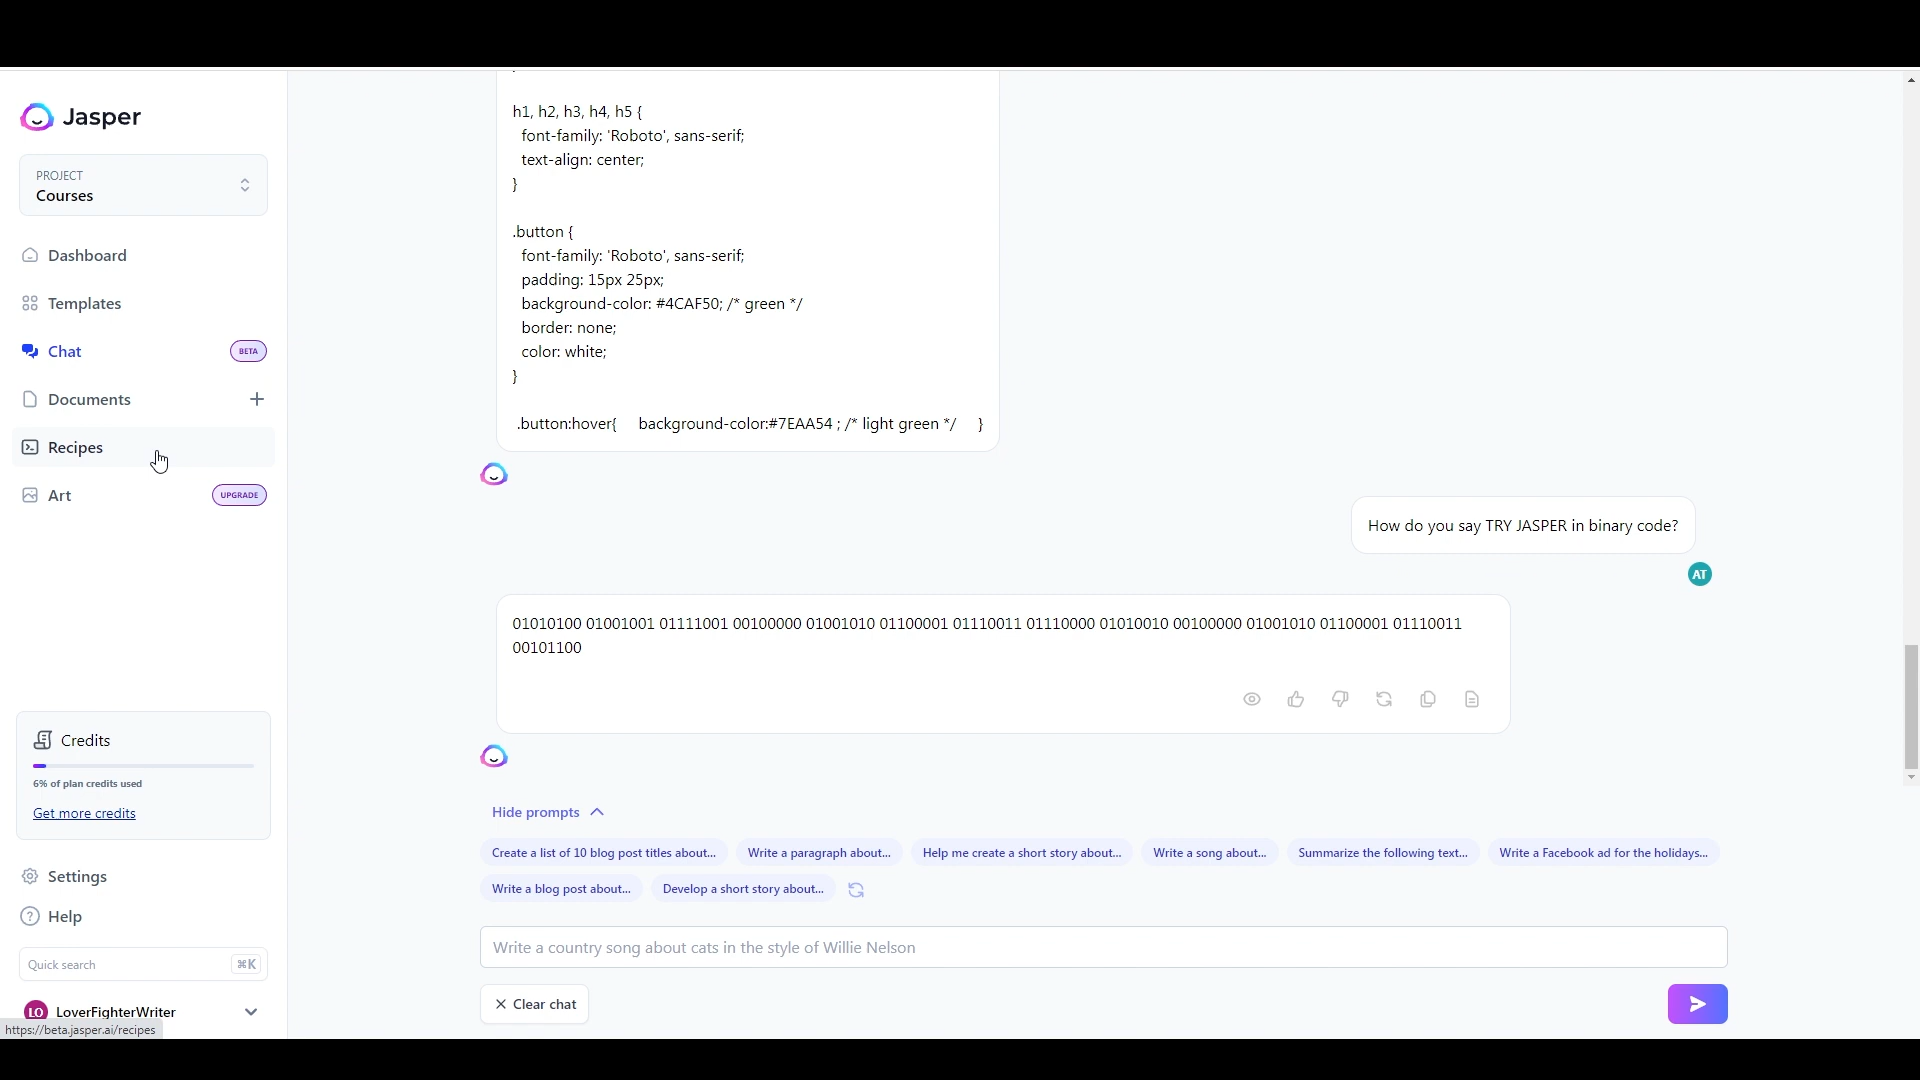 Jasper
PROJECT
Courses
Dashboard
Templates
Chat
BETA
Documents
Recipes
Art
UPGRADE
Credits
6% of plan credits used
Get more credits
Settings
Help
Quick search
⌘K
LO
LoverFighterWriter
https://beta.jasper.ai/recipes
h1, h2, h3, h4, h5 {
font-family: 'Roboto', sans-serif;
text-align: center;
}
.button {
font-family: 'Roboto', sans-serif;
padding: 15px 25px;
background-color: #4CAF50; /* green */
border: none;
color: white;
}
.button:hover{ background-color:#7EAA54 ; /* light green */ }
How do you say TRY JASPER in binary code?
AT
01010100 01001001 01111001 00100000 01001010 01100001 01110011 01110000 01010010 00100000 01001010 01100001 01110011
00101100
Hide prompts
Create a list of 10 blog post titles about...
Write a paragraph about...
Help me create a short story about...
Write a song about...
Summarize the following text...
Write a Facebook ad for the holidays...
Write a blog post about...
Develop a short story about...
Write a country song about cats in the style of Willie Nelson
Clear chat